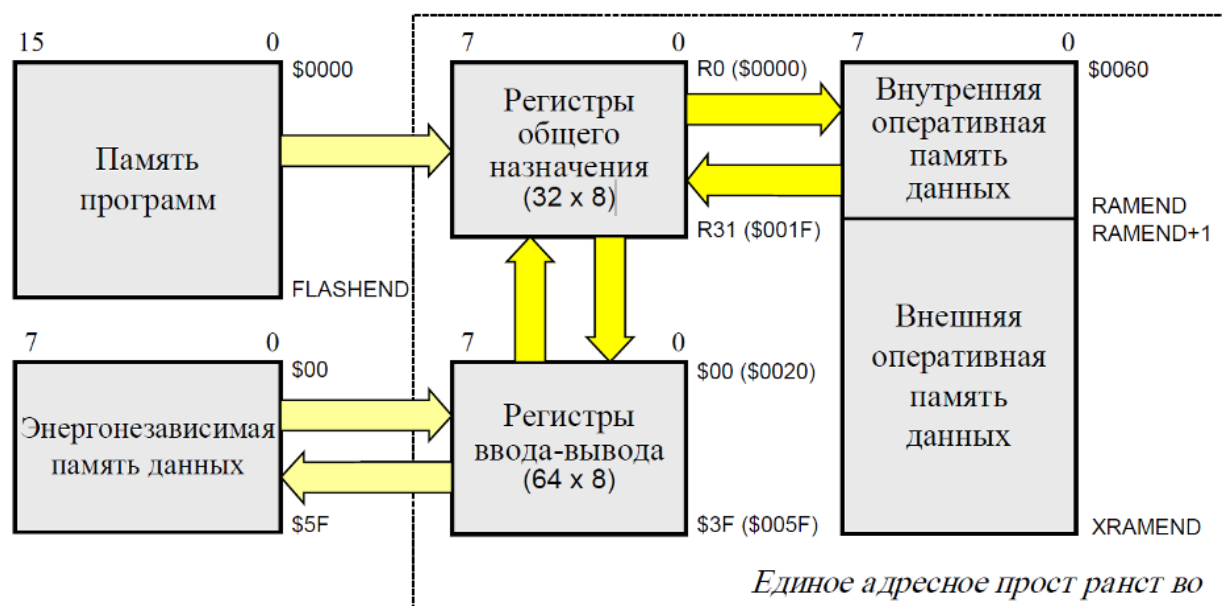 15 0
$0000
Память
программ
FLASHEND
7 0
R0 ($0000)
Регистры
общего
назначения
(32 x 8)
R31 ($001F)
7 0
$0060
Внутренняя
оперативная
память
данных
RAMEND
RAMEND+1
Внешняя
оперативная
память
данных
XRAMEND
7 0
$00
Энергонезависимая
память данных
$5F
7 0
$00 ($0020)
Регистры
ввода-вывода
(64 x 8)
$3F ($005F)
Единое адресное прост ранст во